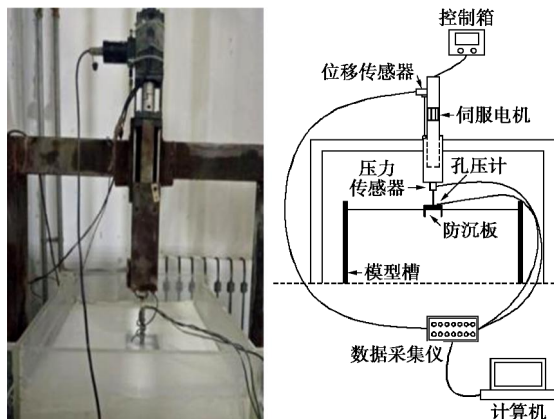 控制箱
位移传感器
伺服电机
压力
传感器
孔压计
防沉板
模型槽
数据采集仪
计算机